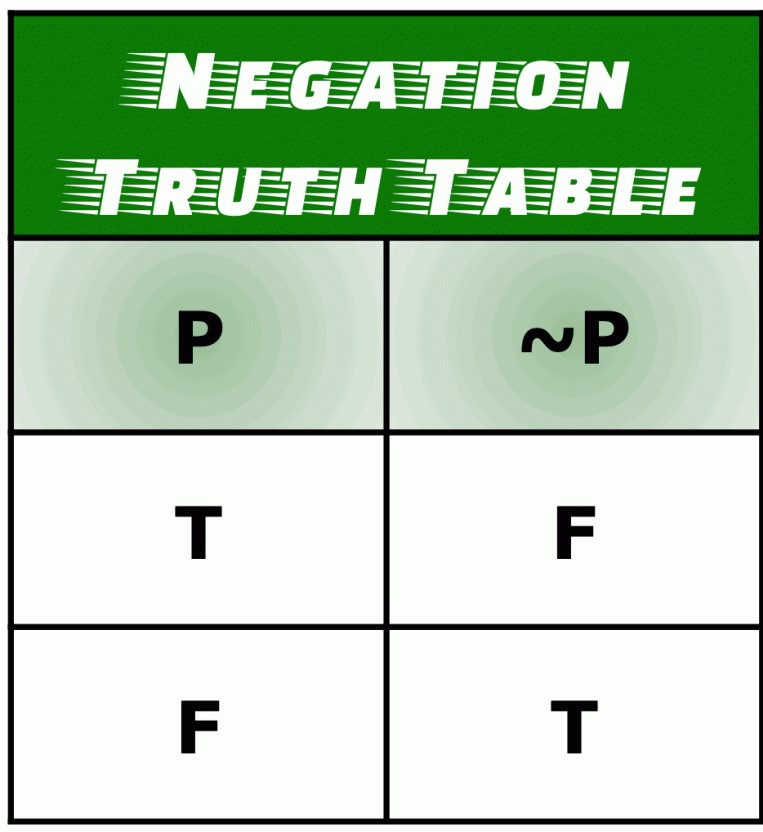 NEGATION
TRUTH TABLE
P ~P
T F
F T